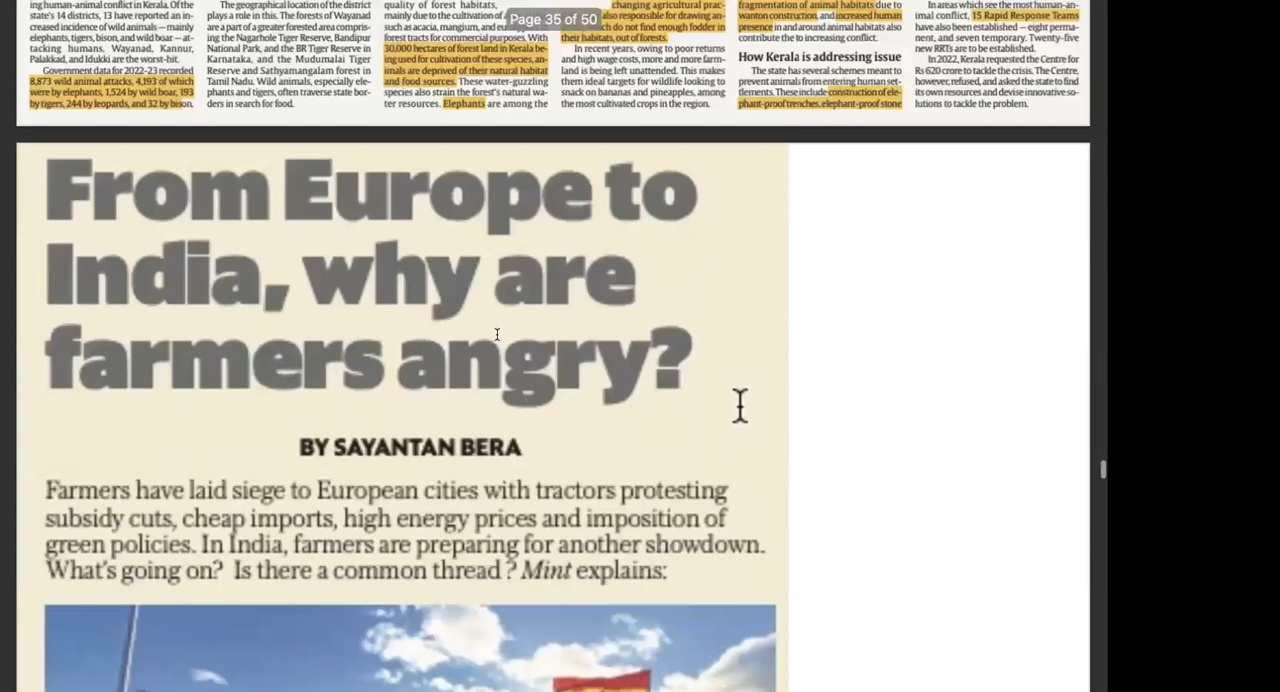 ing human-animal conflict in Kerala. Of the
state's 14 districts, 13 have reported an in-
creased incidence of wild animals — mainly
elephants, tigers, bison, and wild boar — at-
tacking humans. Wayanad, Kannur,
Palakkad, and Idukki are the worst-hit.
Government data for 2022-23 recorded
8,873 wild animal attacks, 4,193 of which
were by elephants, 1,524 by wild boar, 193
by tigers, 244 by leopards, and 32 by bison.
The geographical location of the district
plays a role in this. The forests of Wayanad
are a part of a greater forested area compris-
ing the Nagarhole Tiger Reserve, Bandipur
National Park, and the BR Tiger Reserve in
Karnataka, and the Mudumalai Tiger
Reserve and Sathyamangalam forest in
Tamil Nadu. Wild animals, especially ele-
phants and tigers, often traverse state bor-
ders in search for food.
quality of forest habitats,
mainly due to the cultivation of
such as acacia, mangium, and
forest tracts for commercial purposes. With
30,000 hectares of forest land in Kerala be-
ing used for cultivation of these species, an-
imals are deprived of their natural habitat
and food sources. These water-guzzling
species also strain the forest's natural wa-
ter resources. Elephants are among the
changing agricultural prac-
also responsible for drawing an-
ch do not find enough fodder in
their habitats, out of forests.
In recent years, owing to poor returns
and high wage costs, more and more farm-
land is being left unattended. This makes
them ideal targets for wildlife looking to
snack on bananas and pineapples, among
the most cultivated crops in the region.
fragmentation of animal habitats due to
wanton construction, and increased human
presence in and around animal habitats also
contribute the to increasing conflict.
How Kerala is addressing issue
The state has several schemes meant to
prevent animals from entering human set-
tlements. These include construction of ele-
phant-proof trenches, elephant-proof stone
In areas which see the most human-an-
imal conflict, 15 Rapid Response Teams
have also been established — eight perma-
nent, and seven temporary. Twenty-five
new RRTs are to be established.
In 2022, Kerala requested the Centre for
Rs 620 crore to tackle the crisis. The Centre,
however, refused, and asked the state to find
its own resources and devise innovative so-
lutions to tackle the problem.
Page 35 of 50
From Europe to
India, why are
farmers angry?
BY SAYANTAN BERA
Farmers have laid siege to European cities with tractors protesting
subsidy cuts, cheap imports, high energy prices and imposition of
green policies. In India, farmers are preparing for another showdown.
What's going on? Is there a common thread ? Mint explains: